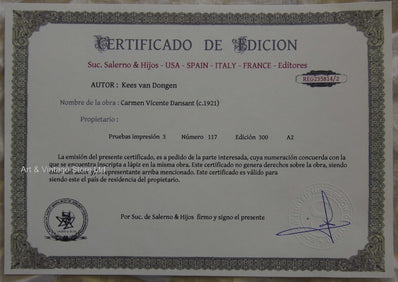 CERTIFICADO DE EDICION
Suc. Salerno & Hijos - USA - SPAIN - ITALY - FRANCE - Editores
REG235814/2
AUTOR : Kees van Dongen
Nombre de la obra : Carmen Vicente Dansant (c.1921)
Propietario :
Pruebas impresión 3 Número 117 Edición 300 A2
La emisión del presente certificado, es a pedido de la parte interesada, cuya numeración concuerda con la
que se encuentra inscripta a lápiz en la misma obra. Este certificado no genera derechos sobre la obra, siendo
representante arriba mencionado. Este certificado es válido para
siendo este el país de residencia del propietario.
Art & Vintage Store
Por Suc. de Salerno & Hijos firmo y signo el presente